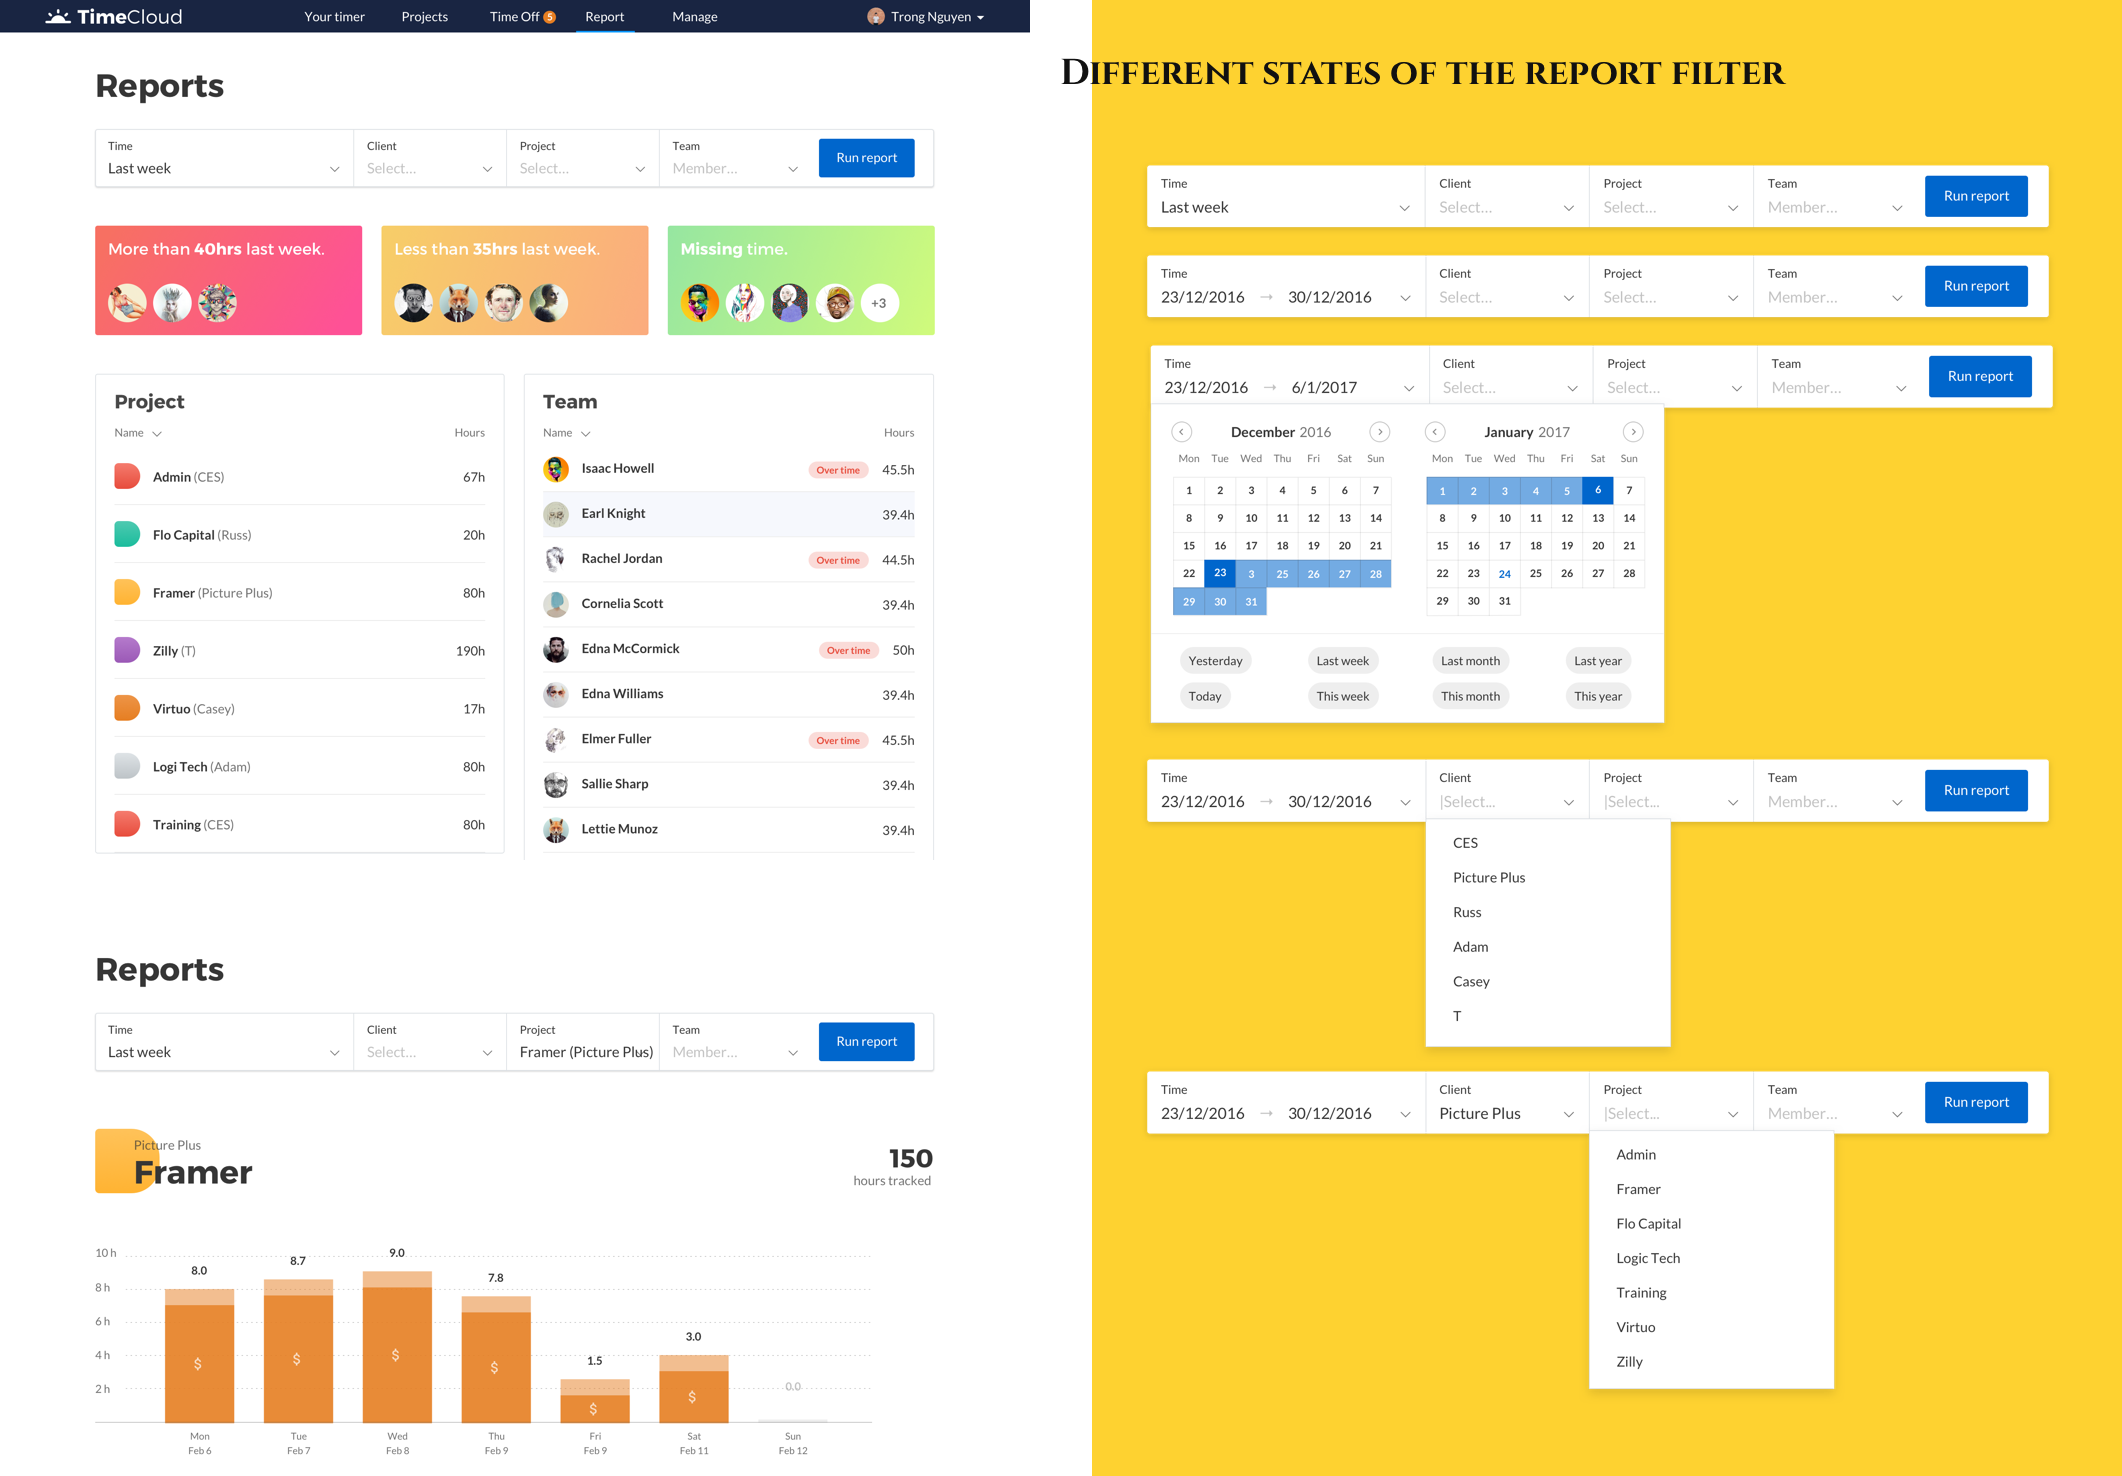 TimeCloud Your timer Projects Time Off 5 Report Manage Trong Nguyen
Reports
Time Client Project Team
Last week Select... Select... Member... Run report
More than 40hrs last week.
Less than 35hrs last week.
Missing time.
+3
Project
Name Hours
Admin (CES) 67h
Flo Capital (Russ) 20h
Framer (Picture Plus) 80h
Zilly (T) 190h
Virtuo (Casey) 17h
Logi Tech (Adam) 80h
Training (CES) 80h
Team
Name Hours
Isaac Howell Over time 45.5h
Earl Knight 39.4h
Rachel Jordan Over time 44.5h
Cornelia Scott 39.4h
Edna McCormick Over time 50h
Edna Williams 39.4h
Elmer Fuller Over time 45.5h
Sallie Sharp 39.4h
Lettie Munoz 39.4h
Reports
Time Client Project Team
Last week Select... Framer (Picture Plus) Member... Run report
Picture Plus
Framer
150
hours tracked
10 h
8 h
6 h
4 h
2 h
8.0 8.7 9.0 7.8 1.5 3.0 0.0
$ $ $ $ $ $
Mon Tue Wed Thu Fri Sat Sun
Feb 6 Feb 7 Feb 8 Feb 9 Feb 9 Feb 11 Feb 12
Different states of the report filter
Time Client Project Team
Last week Select... Select... Member... Run report
Time Client Project Team
23/12/2016 → 30/12/2016 Select... Select... Member... Run report
Time Client Project Team
23/12/2016 → 6/1/2017 Select... Select... Member... Run report
December 2016
Mon Tue Wed Thu Fri Sat Sun
1 2 3 4 5 6 7
8 9 10 11 12 13 14
15 16 17 18 19 20 21
22 23 3 25 26 27 28
29 30 31
January 2017
Mon Tue Wed Thu Fri Sat Sun
1 2 3 4 5 6 7
8 9 10 11 12 13 14
15 16 17 18 19 20 21
22 23 24 25 26 27 28
29 30 31
Yesterday Last week Last month Last year
Today This week This month This year
Time Client Project Team
23/12/2016 → 30/12/2016 |Select... |Select... Member... Run report
CES
Picture Plus
Russ
Adam
Casey
T
Time Client Project Team
23/12/2016 → 30/12/2016 Picture Plus |Select... Member... Run report
Admin
Framer
Flo Capital
Logic Tech
Training
Virtuo
Zilly